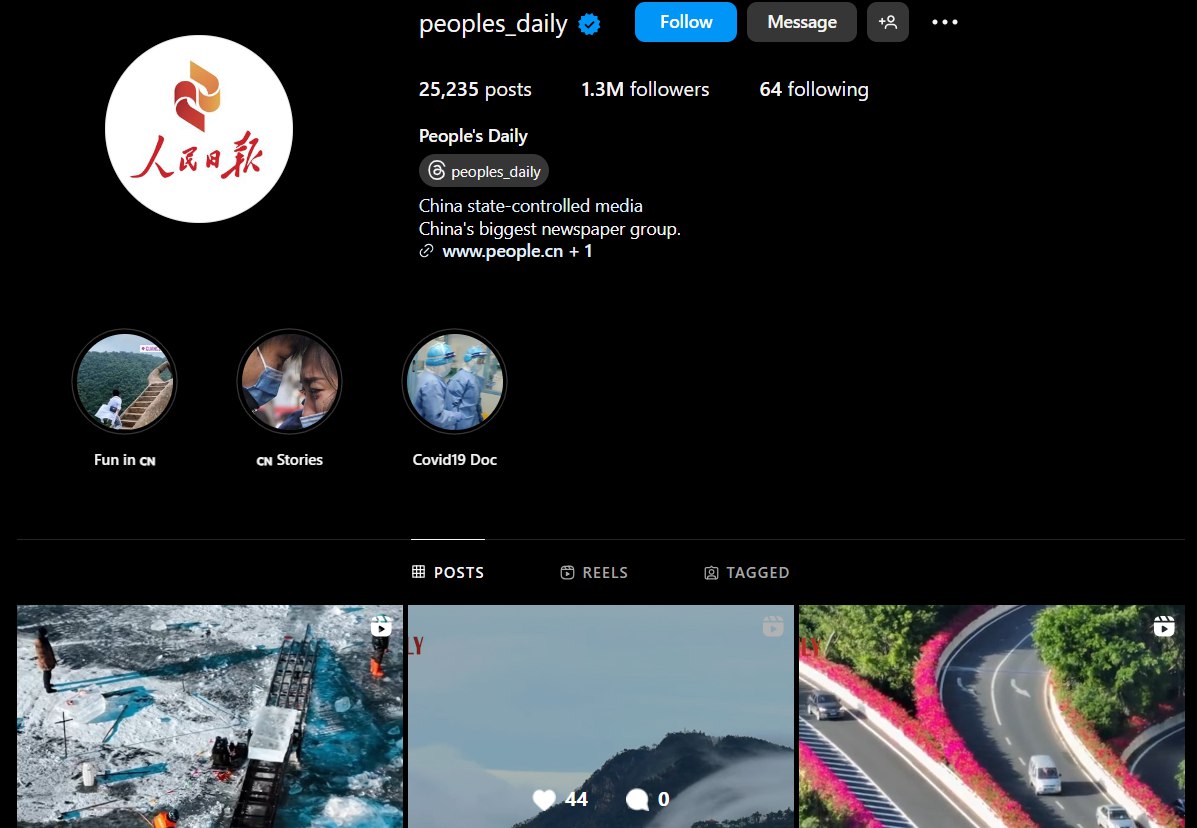 peoples_daily
Follow
Message
25,235 posts
1.3M followers
64 following
People's Daily
peoples_daily
China state-controlled media
China's biggest newspaper group.
www.people.cn + 1
人民日報
Fun in CN
CN Stories
Covid19 Doc
POSTS
REELS
TAGGED
LY
LY
44
0